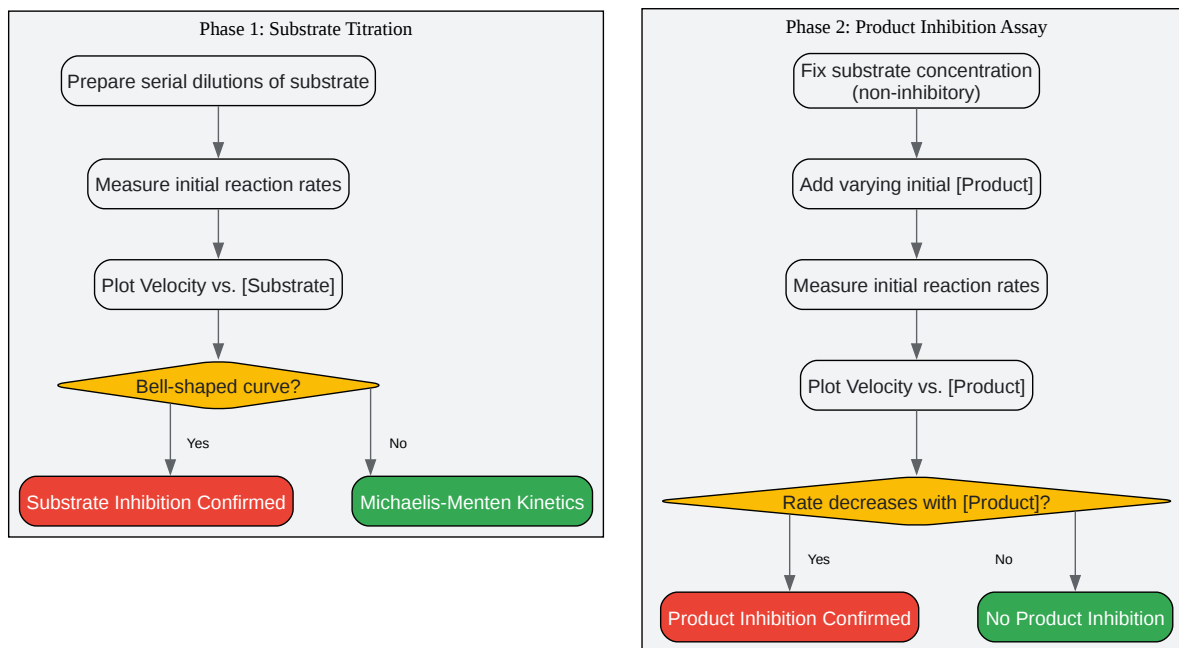 Phase 1: Substrate Titration
Prepare serial dilutions of substrate
Measure initial reaction rates
Plot Velocity vs. [Substrate]
Bell-shaped curve?
Yes
No
Substrate Inhibition Confirmed
Michaelis-Menten Kinetics
Phase 2: Product Inhibition Assay
Fix substrate concentration
(non-inhibitory)
Add varying initial [Product]
Measure initial reaction rates
Plot Velocity vs. [Product]
Rate decreases with [Product]?
Yes
No
Product Inhibition Confirmed
No Product Inhibition